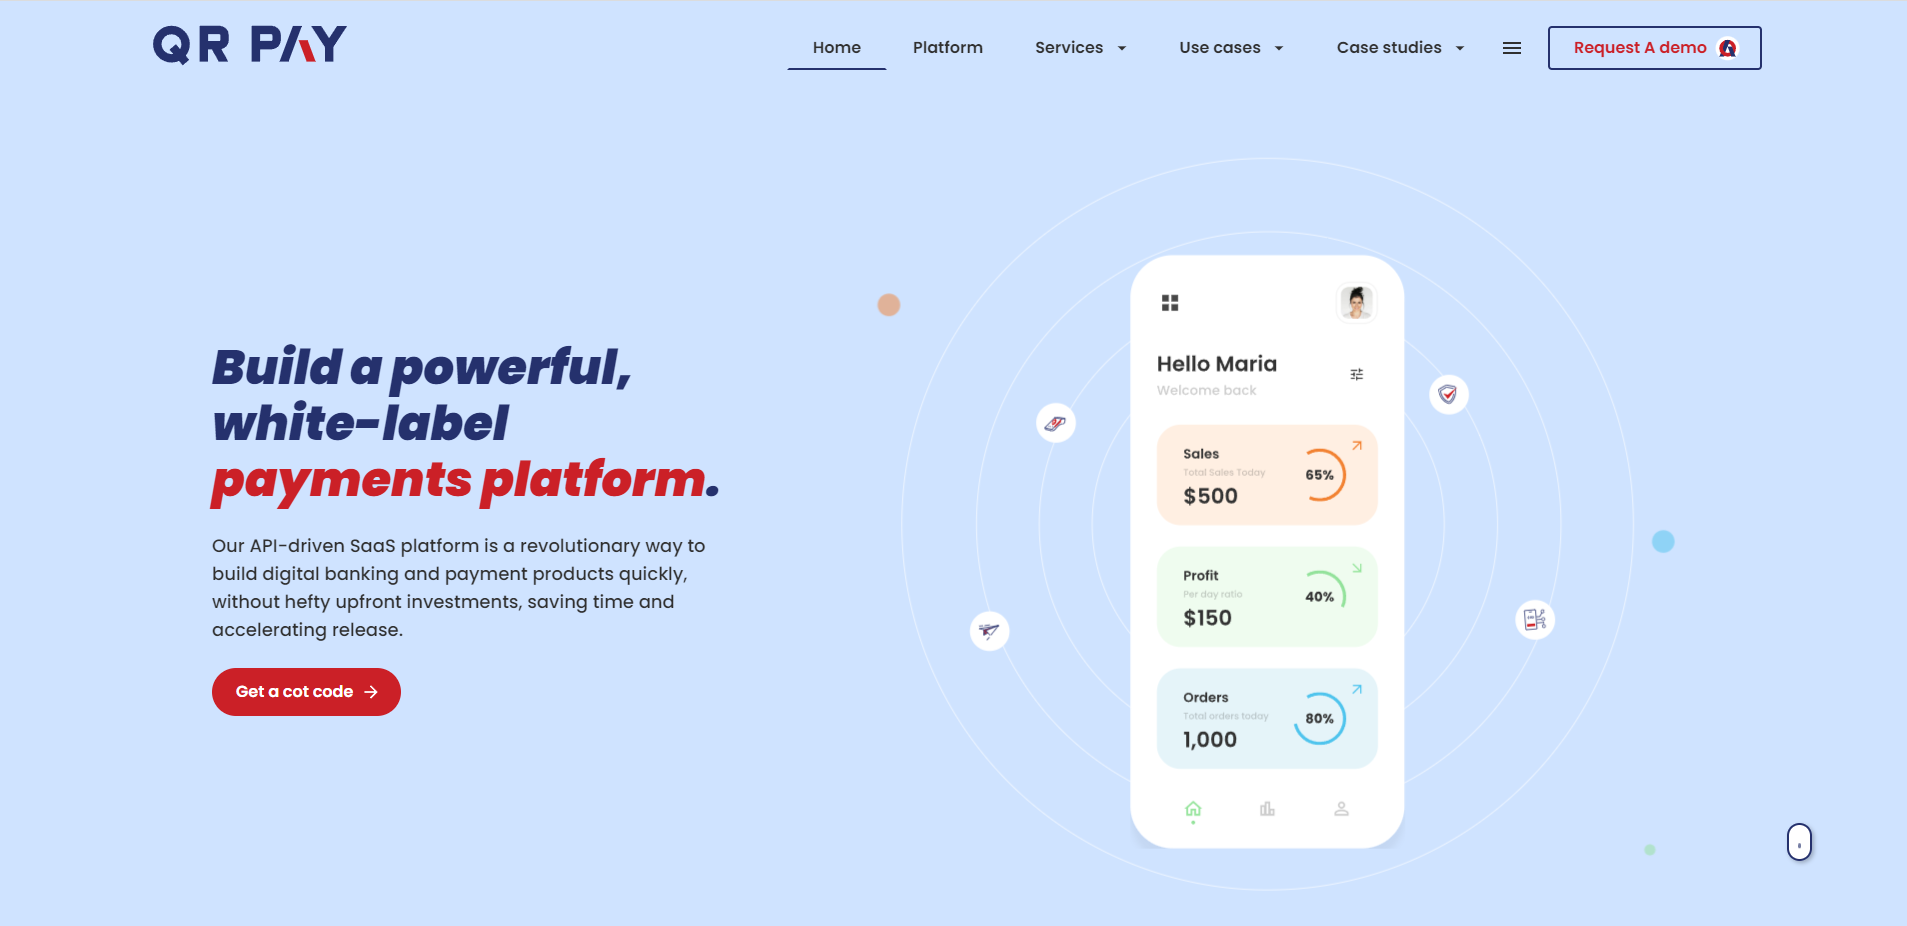 QR PAY
Home Platform Services Use cases Case studies Request A demo
Build a powerful,
white-label
payments platform.
Our API-driven SaaS platform is a revolutionary way to
build digital banking and payment products quickly,
without hefty upfront investments, saving time and
accelerating release.
Get a cot code
Hello Maria
Welcome back
Sales
Total Sales Today
$500
65%
Profit
Per day ratio
$150
40%
Orders
Total orders today
1,000
80%